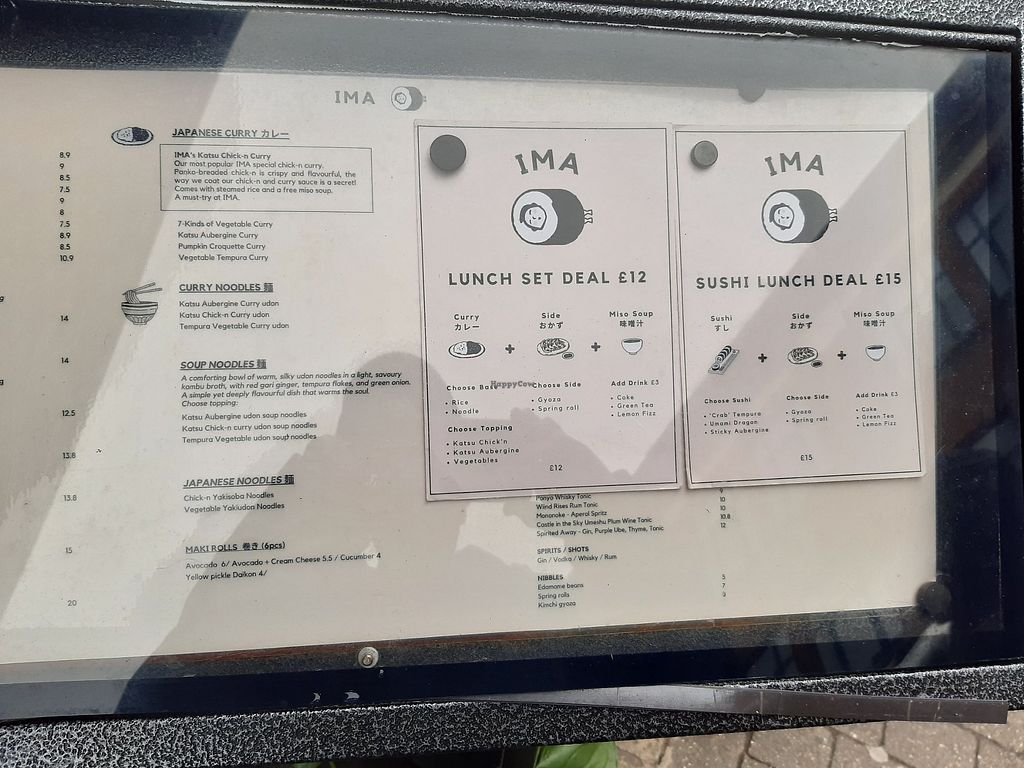 IMA
JAPANESE CURRY カレー
IMA's Katsu Chick-n Curry
Our most popular IMA special chick-n curry.
Panko-breaded chick-n is crispy and flavourful, the
way we coat our chick-n and curry sauce is a secret!
Comes with steamed rice and a free miso soup.
A must-try at IMA.
7-Kinds of Vegetable Curry
Katsu Aubergine Curry
Pumpkin Croquette Curry
Vegetable Tempura Curry
CURRY NOODLES 麺
Katsu Aubergine Curry udon
Katsu Chick-n Curry udon
Tempura Vegetable Curry udon
SOUP NOODLES 麺
A comforting bowl of warm, silky udon noodles in a light, savoury
kombu broth, with red gari ginger, tempura flakes, and green onion.
A simple yet deeply flavourful dish that warms the soul.
Choose topping:
Katsu Aubergine udon soup noodles
Katsu Chick-n curry udon soup noodles
Tempura Vegetable udon soup noodles
JAPANESE NOODLES 麺
Chick-n Yakisoba Noodles
Vegetable Yakiudon Noodles
MAKI ROLLS 巻き (6pcs)
Avocado 6/ Avocado + Cream Cheese 5.5 / Cucumber 4
Yellow pickle Daikon 4/
8.9
9
8.5
7.5
9
8
7.5
8.9
8.5
10.9
g
14
14
g
12.5
13.8
13.8
15
20
IMA
LUNCH SET DEAL £12
Curry
カレー
+
Side
おかず
+
Miso Soup
味噌汁
Choose Base
• Rice
• Noodle
Choose Topping
• Katsu Chick'n
• Katsu Aubergine
• Vegetables
Choose Side
• Gyoza
• Spring roll
Add Drink £3
• Coke
• Green Tea
• Lemon Fizz
£12
HappyCow
IMA
SUSHI LUNCH DEAL £15
Sushi
すし
+
Side
おかず
+
Miso Soup
味噌汁
Choose Sushi
• 'Crab' Tempura
• Umami Dragon
• Sticky Aubergine
Choose Side
• Gyoza
• Spring roll
Add Drink £3
• Coke
• Green Tea
• Lemon Fizz
£15
Ponyo Whisky Tonic 9
Wind Rises Rum Tonic 10
Mononoke - Aperol Spritz 10
Castle in the Sky Umeshu Plum Wine Tonic 10.8
Spirited Away - Gin, Purple Ube, Thyme, Tonic 12
SPIRITS / SHOTS
Gin / Vodka / Whisky / Rum
NIBBLES
Edamame beans 5
Spring rolls 7
Kimchi gyoza